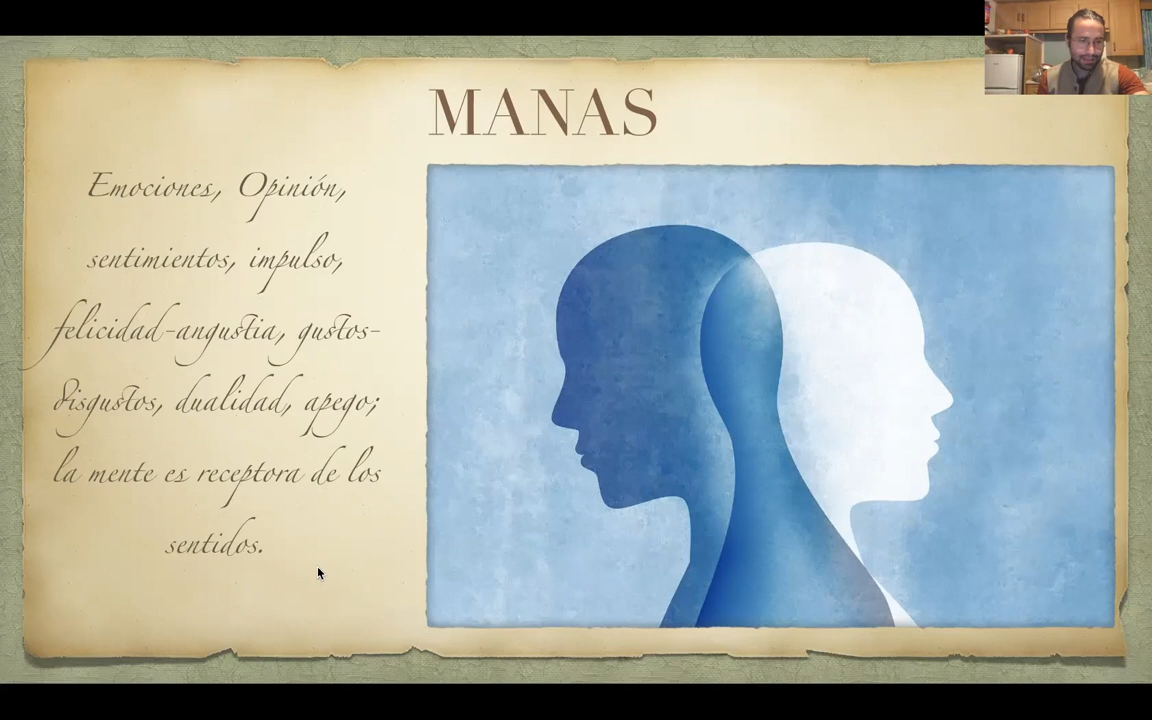 MANAS
Emociones, Opinión,
sentimientos, impulso,
felicidad-angustia, gustos-
disgustos, dualidad, apego;
la mente es receptora de los
sentidos.